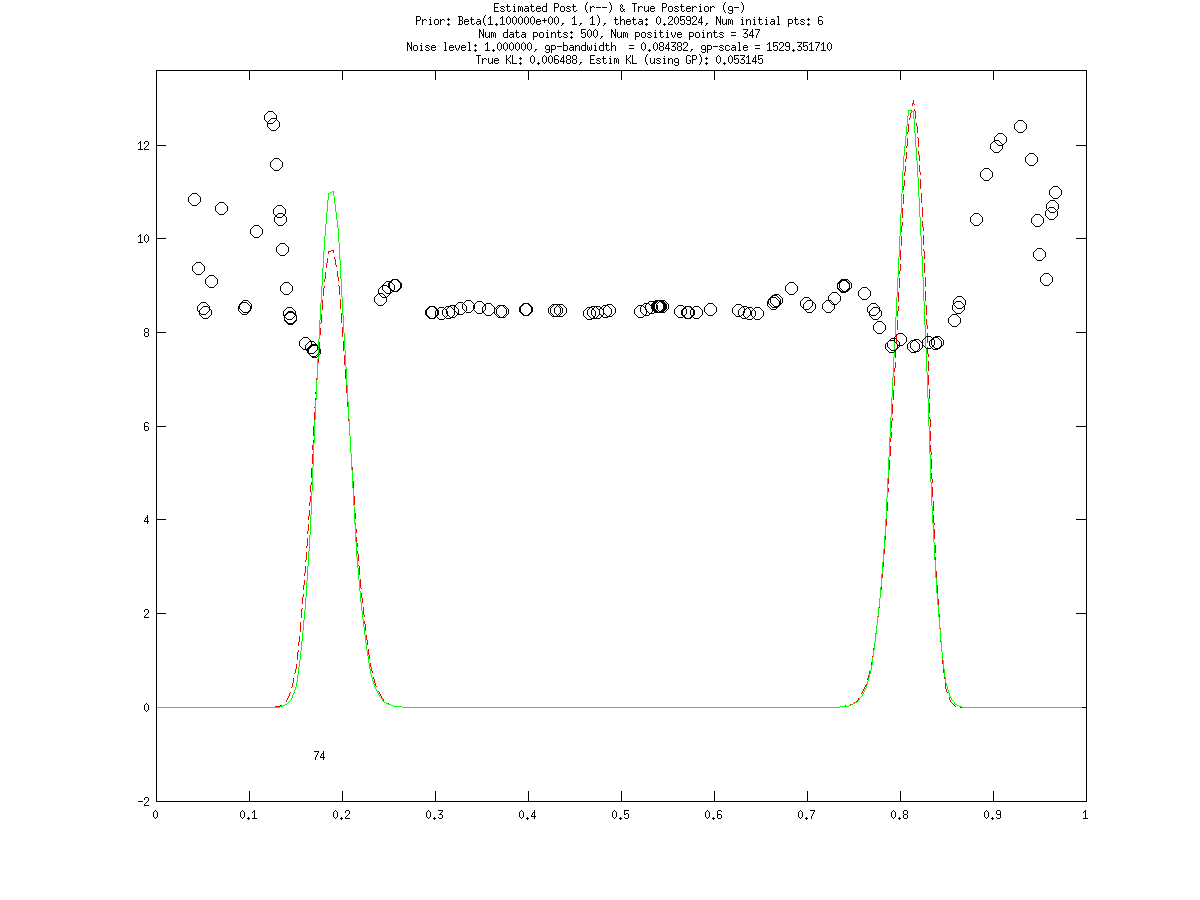 Estimated Post (r--) & True Posterior (g-)
Prior: Beta(1.100000e+00, 1, 1), theta: 0.205924, Num initial pts: 6
Num data points: 500, Num positive points = 347
Noise level: 1.000000, gp-bandwidth  = 0.084382, gp-scale = 1529.351710
True KL: 0.006488, Estim KL (using GP): 0.053145
12
10
8
6
4
2
0
74
-2
0 0.1 0.2 0.3 0.4 0.5 0.6 0.7 0.8 0.9 1